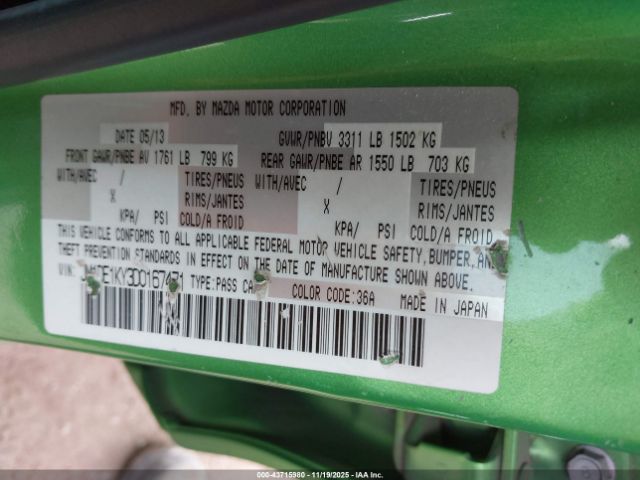 MFD. BY MAZDA MOTOR CORPORATION
DATE 05/13 GVWR/PNBV 3311 LB 1502 KG
FRONT GAWR/PNBE AV 1761 LB 799 KG REAR GAWR/PNBE AR 1550 LB 703 KG
WITH/AVEC / TIRES/PNEUS WITH/AVEC / TIRES/PNEUS
X RIMS/JANTES X RIMS/JANTES
KPA/ PSI COLD/A FROID KPA/ PSI COLD/A FROID
THIS VEHICLE CONFORMS TO ALL APPLICABLE FEDERAL MOTOR VEHICLE SAFETY, BUMPER, AND
THEFT PREVENTION STANDARDS IN EFFECT ON THE DATE OF MANUFACTURE SHOWN ABOVE.
VIN: TYPE: PASS CAR COLOR CODE: 36A MADE IN JAPAN
000-43715980 - 11/19/2025 - IAAI.com